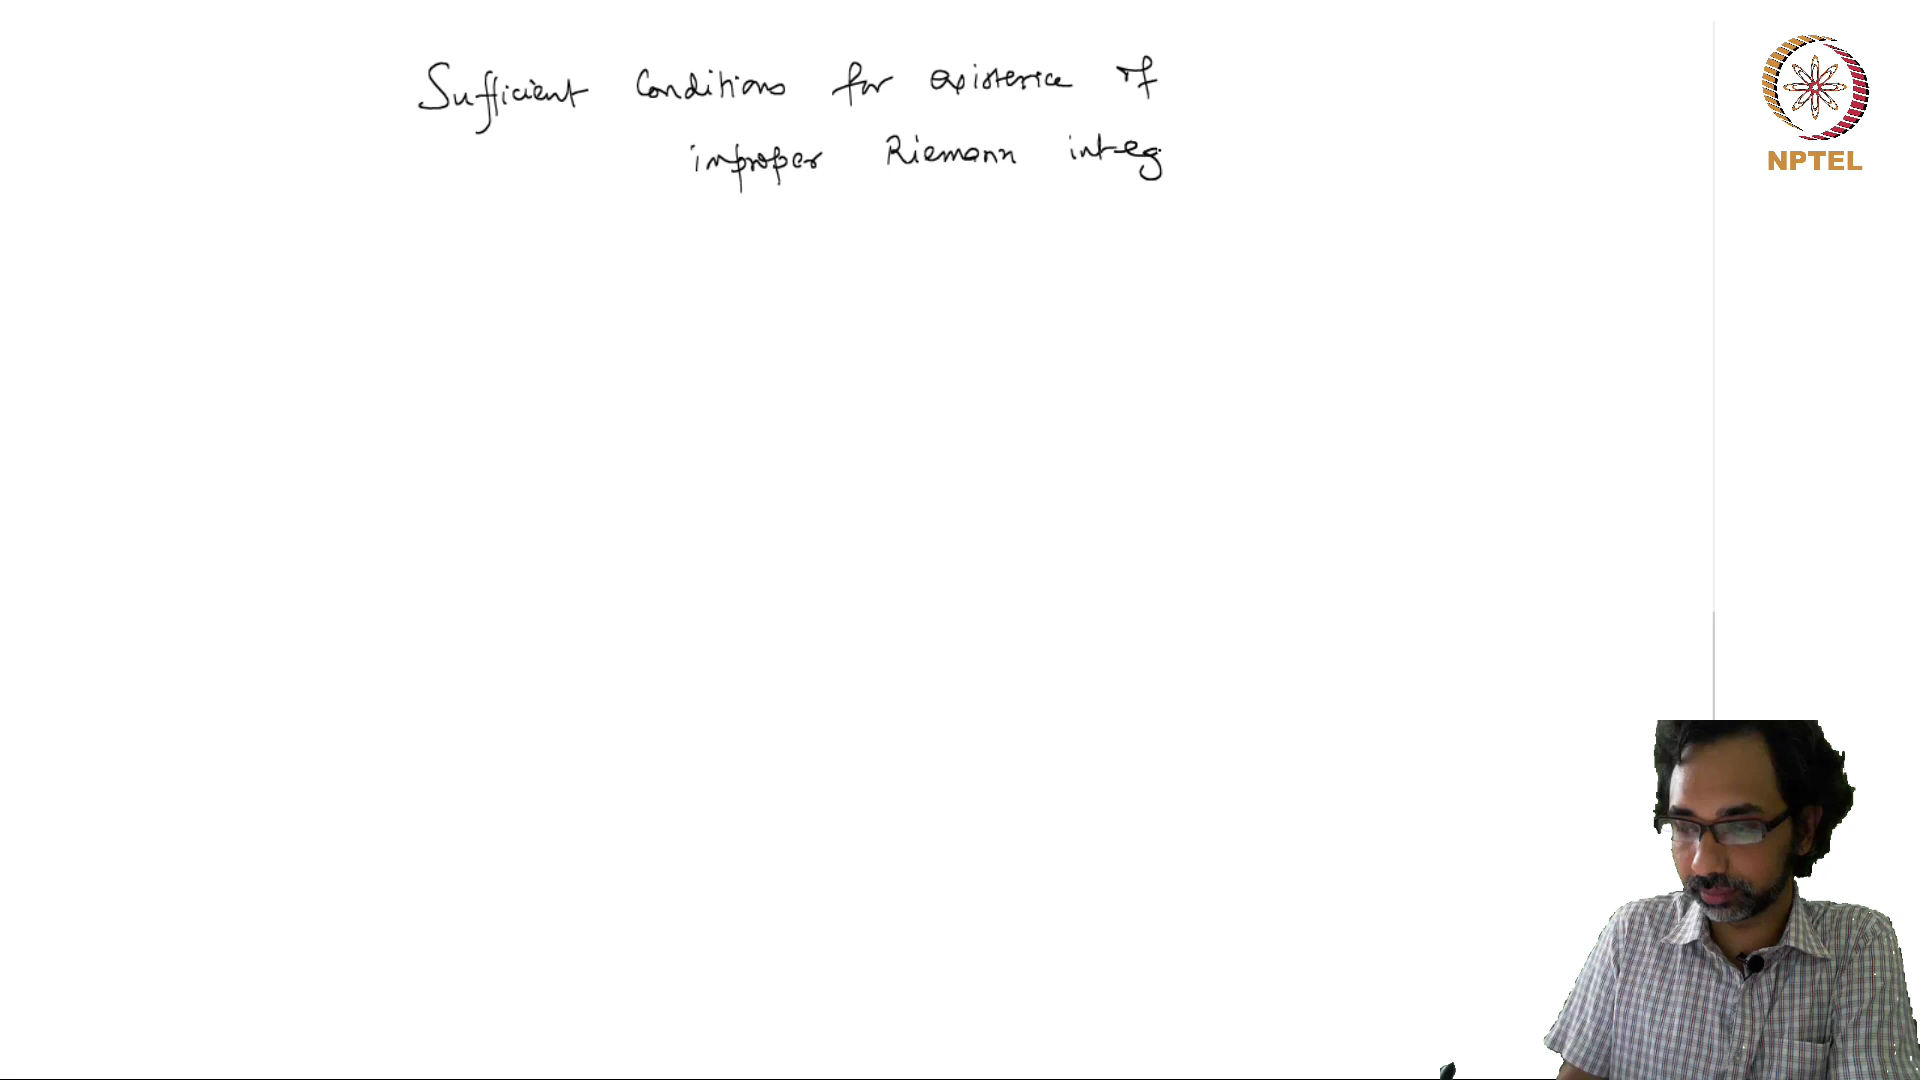 Sufficient Conditions for existence of
improper Riemann integ
NPTEL